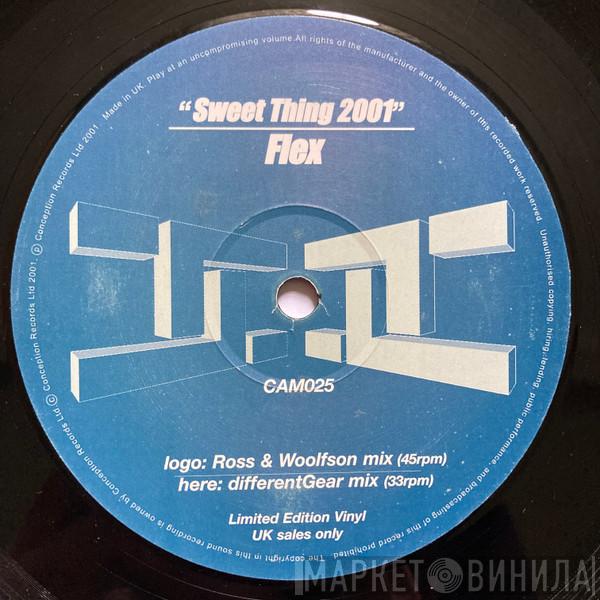 “Sweet Thing 2001”
Flex
CAM025
logo: Ross & Woolfson mix (45rpm)
here: differentGear mix (33rpm)
Limited Edition Vinyl
UK sales only
© Conception Records Ltd ℗ Conception Records Ltd 2001. Made in UK. Play at an uncompromising volume. All rights of the manufacturer and the owner of this recorded work reserved. Unauthorised copying, hiring, lending, public performance, and broadcasting of this record prohibited. The copyright in this sound recording is owned by Conception Records Ltd
МАРКЕТ ВИНИЛА